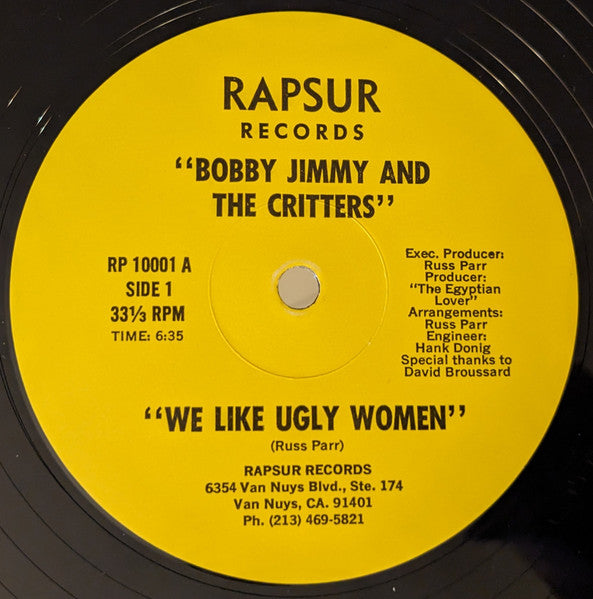 RAPSUR
RECORDS
“BOBBY JIMMY AND
THE CRITTERS”
RP 10001 A
SIDE 1
33⅓ RPM
TIME: 6:35
Exec. Producer:
Russ Parr
Producer:
"The Egyptian
Lover"
Arrangements:
Russ Parr
Engineer:
Hank Donig
Special thanks to
David Broussard
“WE LIKE UGLY WOMEN”
(Russ Parr)
RAPSUR RECORDS
6354 Van Nuys Blvd., Ste. 174
Van Nuys, CA. 91401
Ph. (213) 469-5821